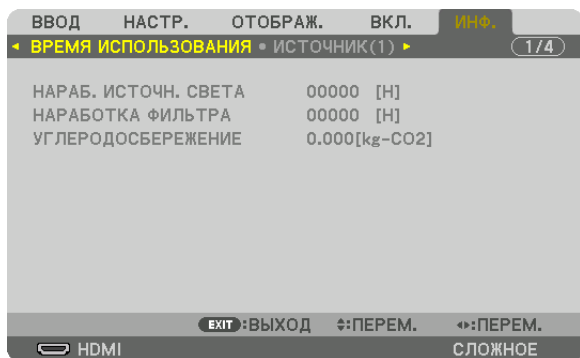 ВВОД НАСТР. ОТОБРАЖ. ВКЛ. ИНФ.
◂ ВРЕМЯ ИСПОЛЬЗОВАНИЯ • ИСТОЧНИК(1) ▸ 1/4
НАРАБ. ИСТОЧН. СВЕТА 00000 [H]
НАРАБОТКА ФИЛЬТРА 00000 [H]
УГЛЕРОДОСБЕРЕЖЕНИЕ 0.000[kg-CO2]
EXIT :ВЫХОД ♦:ПЕРЕМ. ◂▸:ПЕРЕМ.
HDMI СЛОЖНОЕ